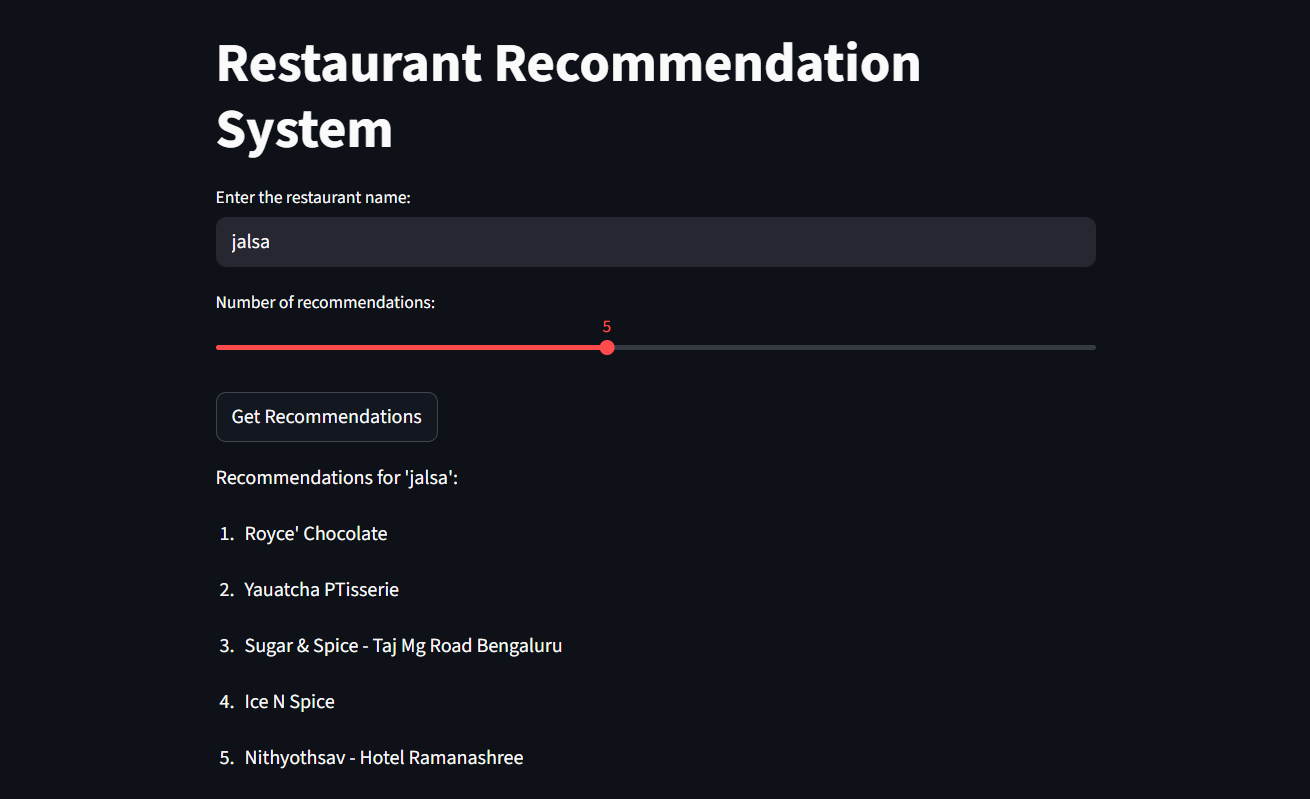 Restaurant Recommendation
System
Enter the restaurant name:
jalsa
Number of recommendations:
5
Get Recommendations
Recommendations for 'jalsa':
1. Royce' Chocolate
2. Yauatcha PTisserie
3. Sugar & Spice - Taj Mg Road Bengaluru
4. Ice N Spice
5. Nithyothsav - Hotel Ramanashree